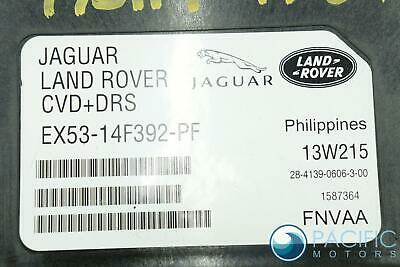 JAGUAR
LAND ROVER
CVD+DRS
EX53-14F392-PF
JAGUAR
LAND-
-ROVER
Philippines
13W215
28-4139-0606-3-00
1587364
FNVAA
PACIFIC
MOTORS